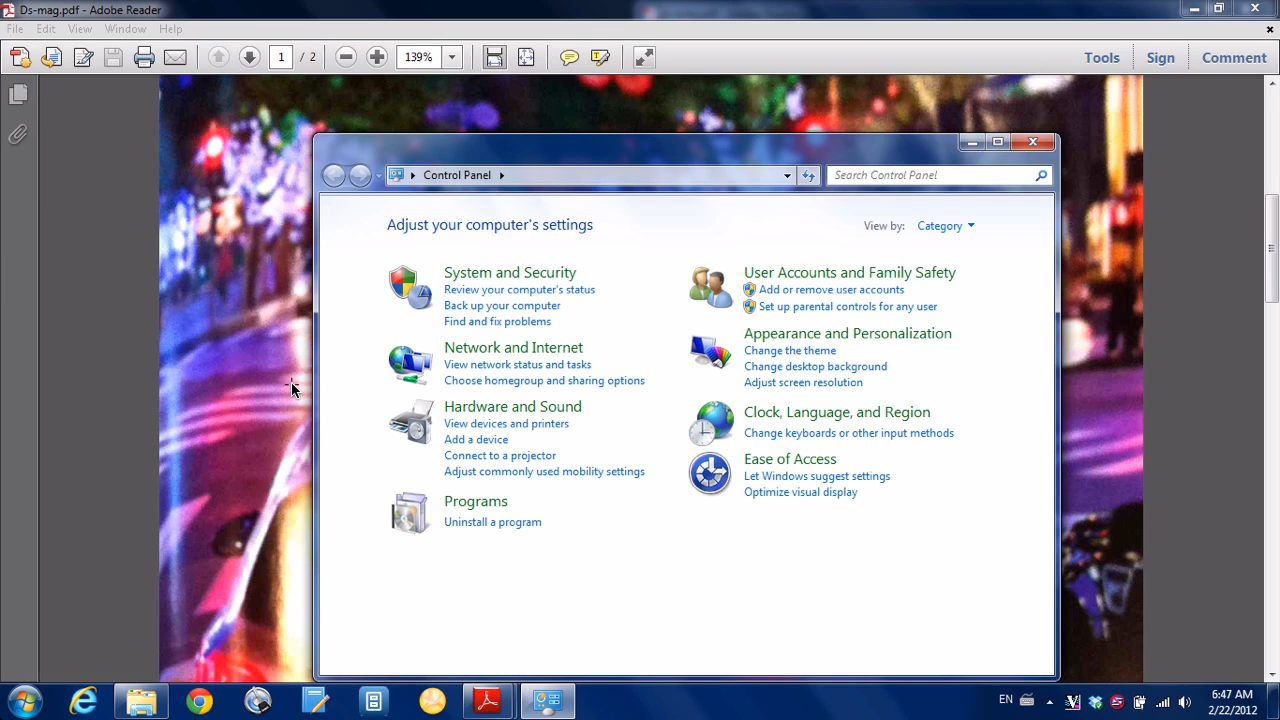 Ds-mag.pdf - Adobe Reader
File Edit View Window Help
1 / 2 139% Tools Sign Comment
Control Panel Search Control Panel
Adjust your computer's settings View by: Category
System and Security
Review your computer's status
Back up your computer
Find and fix problems
Network and Internet
View network status and tasks
Choose homegroup and sharing options
Hardware and Sound
View devices and printers
Add a device
Connect to a projector
Adjust commonly used mobility settings
Programs
Uninstall a program
User Accounts and Family Safety
Add or remove user accounts
Set up parental controls for any user
Appearance and Personalization
Change the theme
Change desktop background
Adjust screen resolution
Clock, Language, and Region
Change keyboards or other input methods
Ease of Access
Let Windows suggest settings
Optimize visual display
EN
6:47 AM
2/22/2012